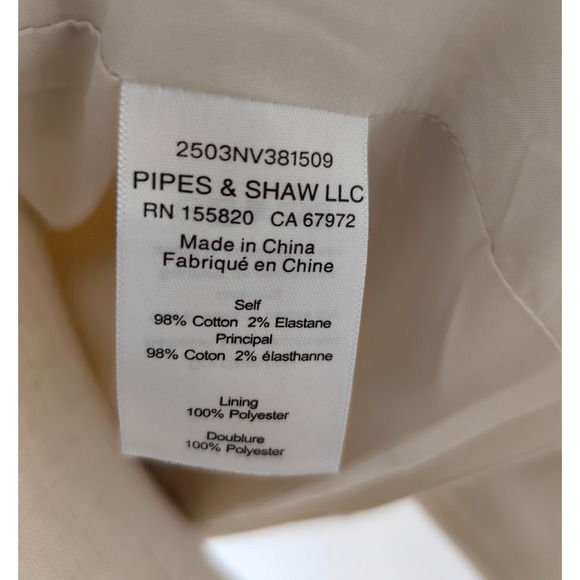 2503NV381509
PIPES & SHAW LLC
RN 155820 CA 67972
Made in China
Fabriqué en Chine
Self
98% Cotton 2% Elastane
Principal
98% Coton 2% élasthanne
Lining
100% Polyester
Doublure
100% Polyester